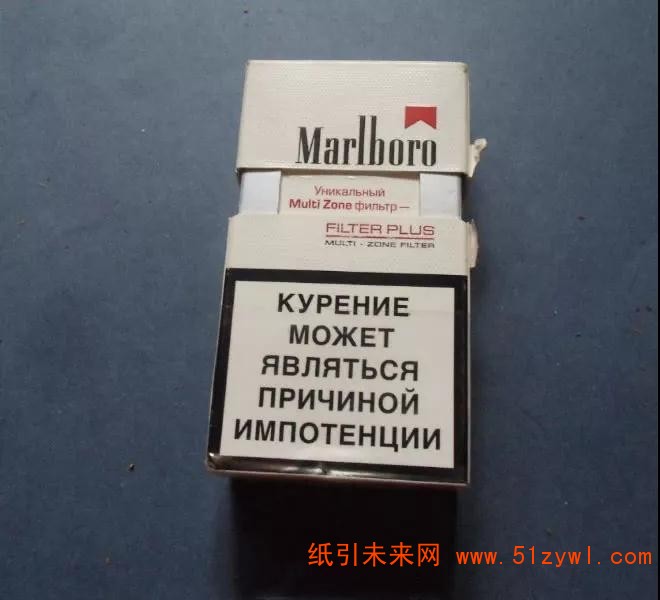 Marlboro
Уникальный
Multi Zone фильтр —
FILTER PLUS
MULTI - ZONE FILTER
КУРЕНИЕ
МОЖЕТ
ЯВЛЯТЬСЯ
ПРИЧИНОЙ
ИМПОТЕНЦИИ
纸引未来网 www.51zywl.com